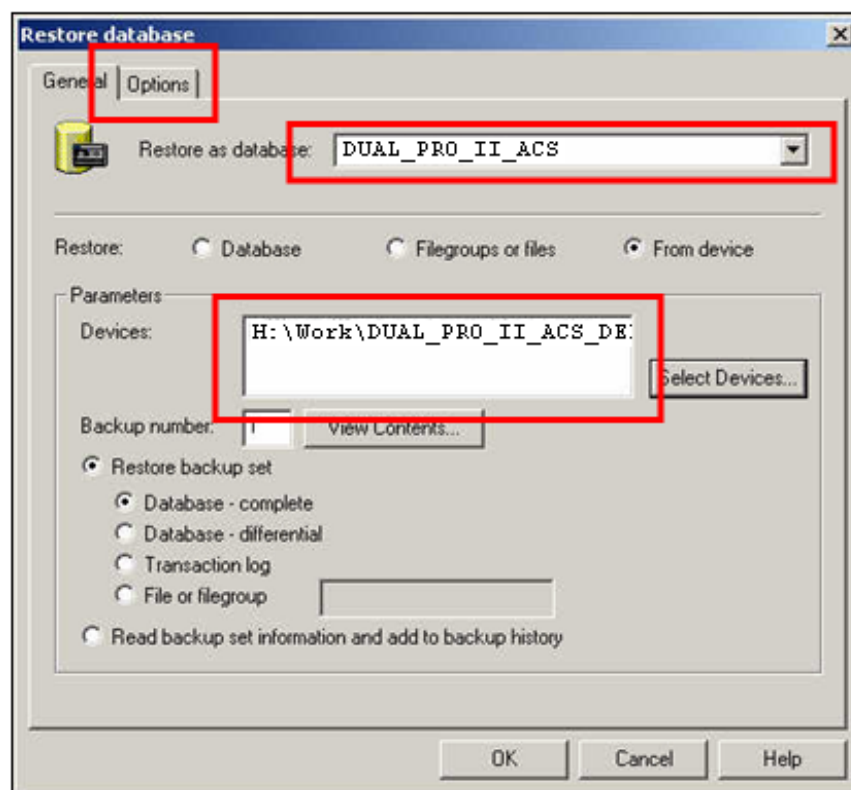 Restore database
General Options
Restore as database: DUAL_PRO_II_ACS
Restore: Database Filegroups or files From device
Parameters
Devices: H:\Work\DUAL_PRO_II_ACS_DE
Select Devices...
Backup number: 1 View Contents...
Restore backup set
Database - complete
Database - differential
Transaction log
File or filegroup
Read backup set information and add to backup history
OK Cancel Help